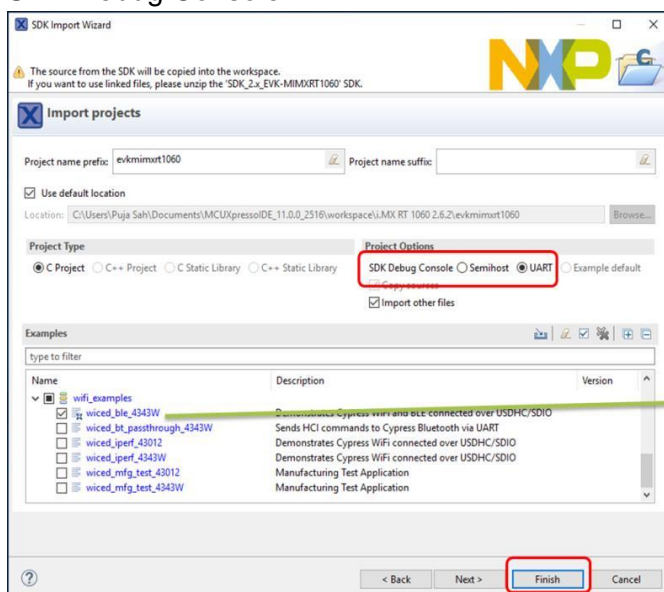 SDK Import Wizard
The source from the SDK will be copied into the workspace.
If you want to use linked files, please unzip the 'SDK_2.x_EVK-MIMXRT1060' SDK.
NXP
Import projects
Project name prefix: evkmimxrt1060 Project name suffix:
Use default location
Location: C:\Users\Puja Sah\Documents\MCUXpressoIDE_11.0.0_2516\workspace\i.MX RT 1060 2.6.2\evkmimxrt1060 Browse...
Project Type Project Options
C Project C++ Project C Static Library C++ Static Library SDK Debug Console Semihost UART Example default
Copy sources
Import other files
Examples
type to filter
Name Description Version
wifi_examples
wiced_ble_4343W Demonstrates Cypress WiFi and BLE connected over USDHC/SDIO
wiced_bt_passthrough_4343W Sends HCI commands to Cypress Bluetooth via UART
wiced_iperf_43012 Demonstrates Cypress WiFi connected over USDHC/SDIO
wiced_iperf_4343W Demonstrates Cypress WiFi connected over USDHC/SDIO
wiced_mfg_test_43012 Manufacturing Test Application
wiced_mfg_test_4343W Manufacturing Test Application
< Back Next > Finish Cancel